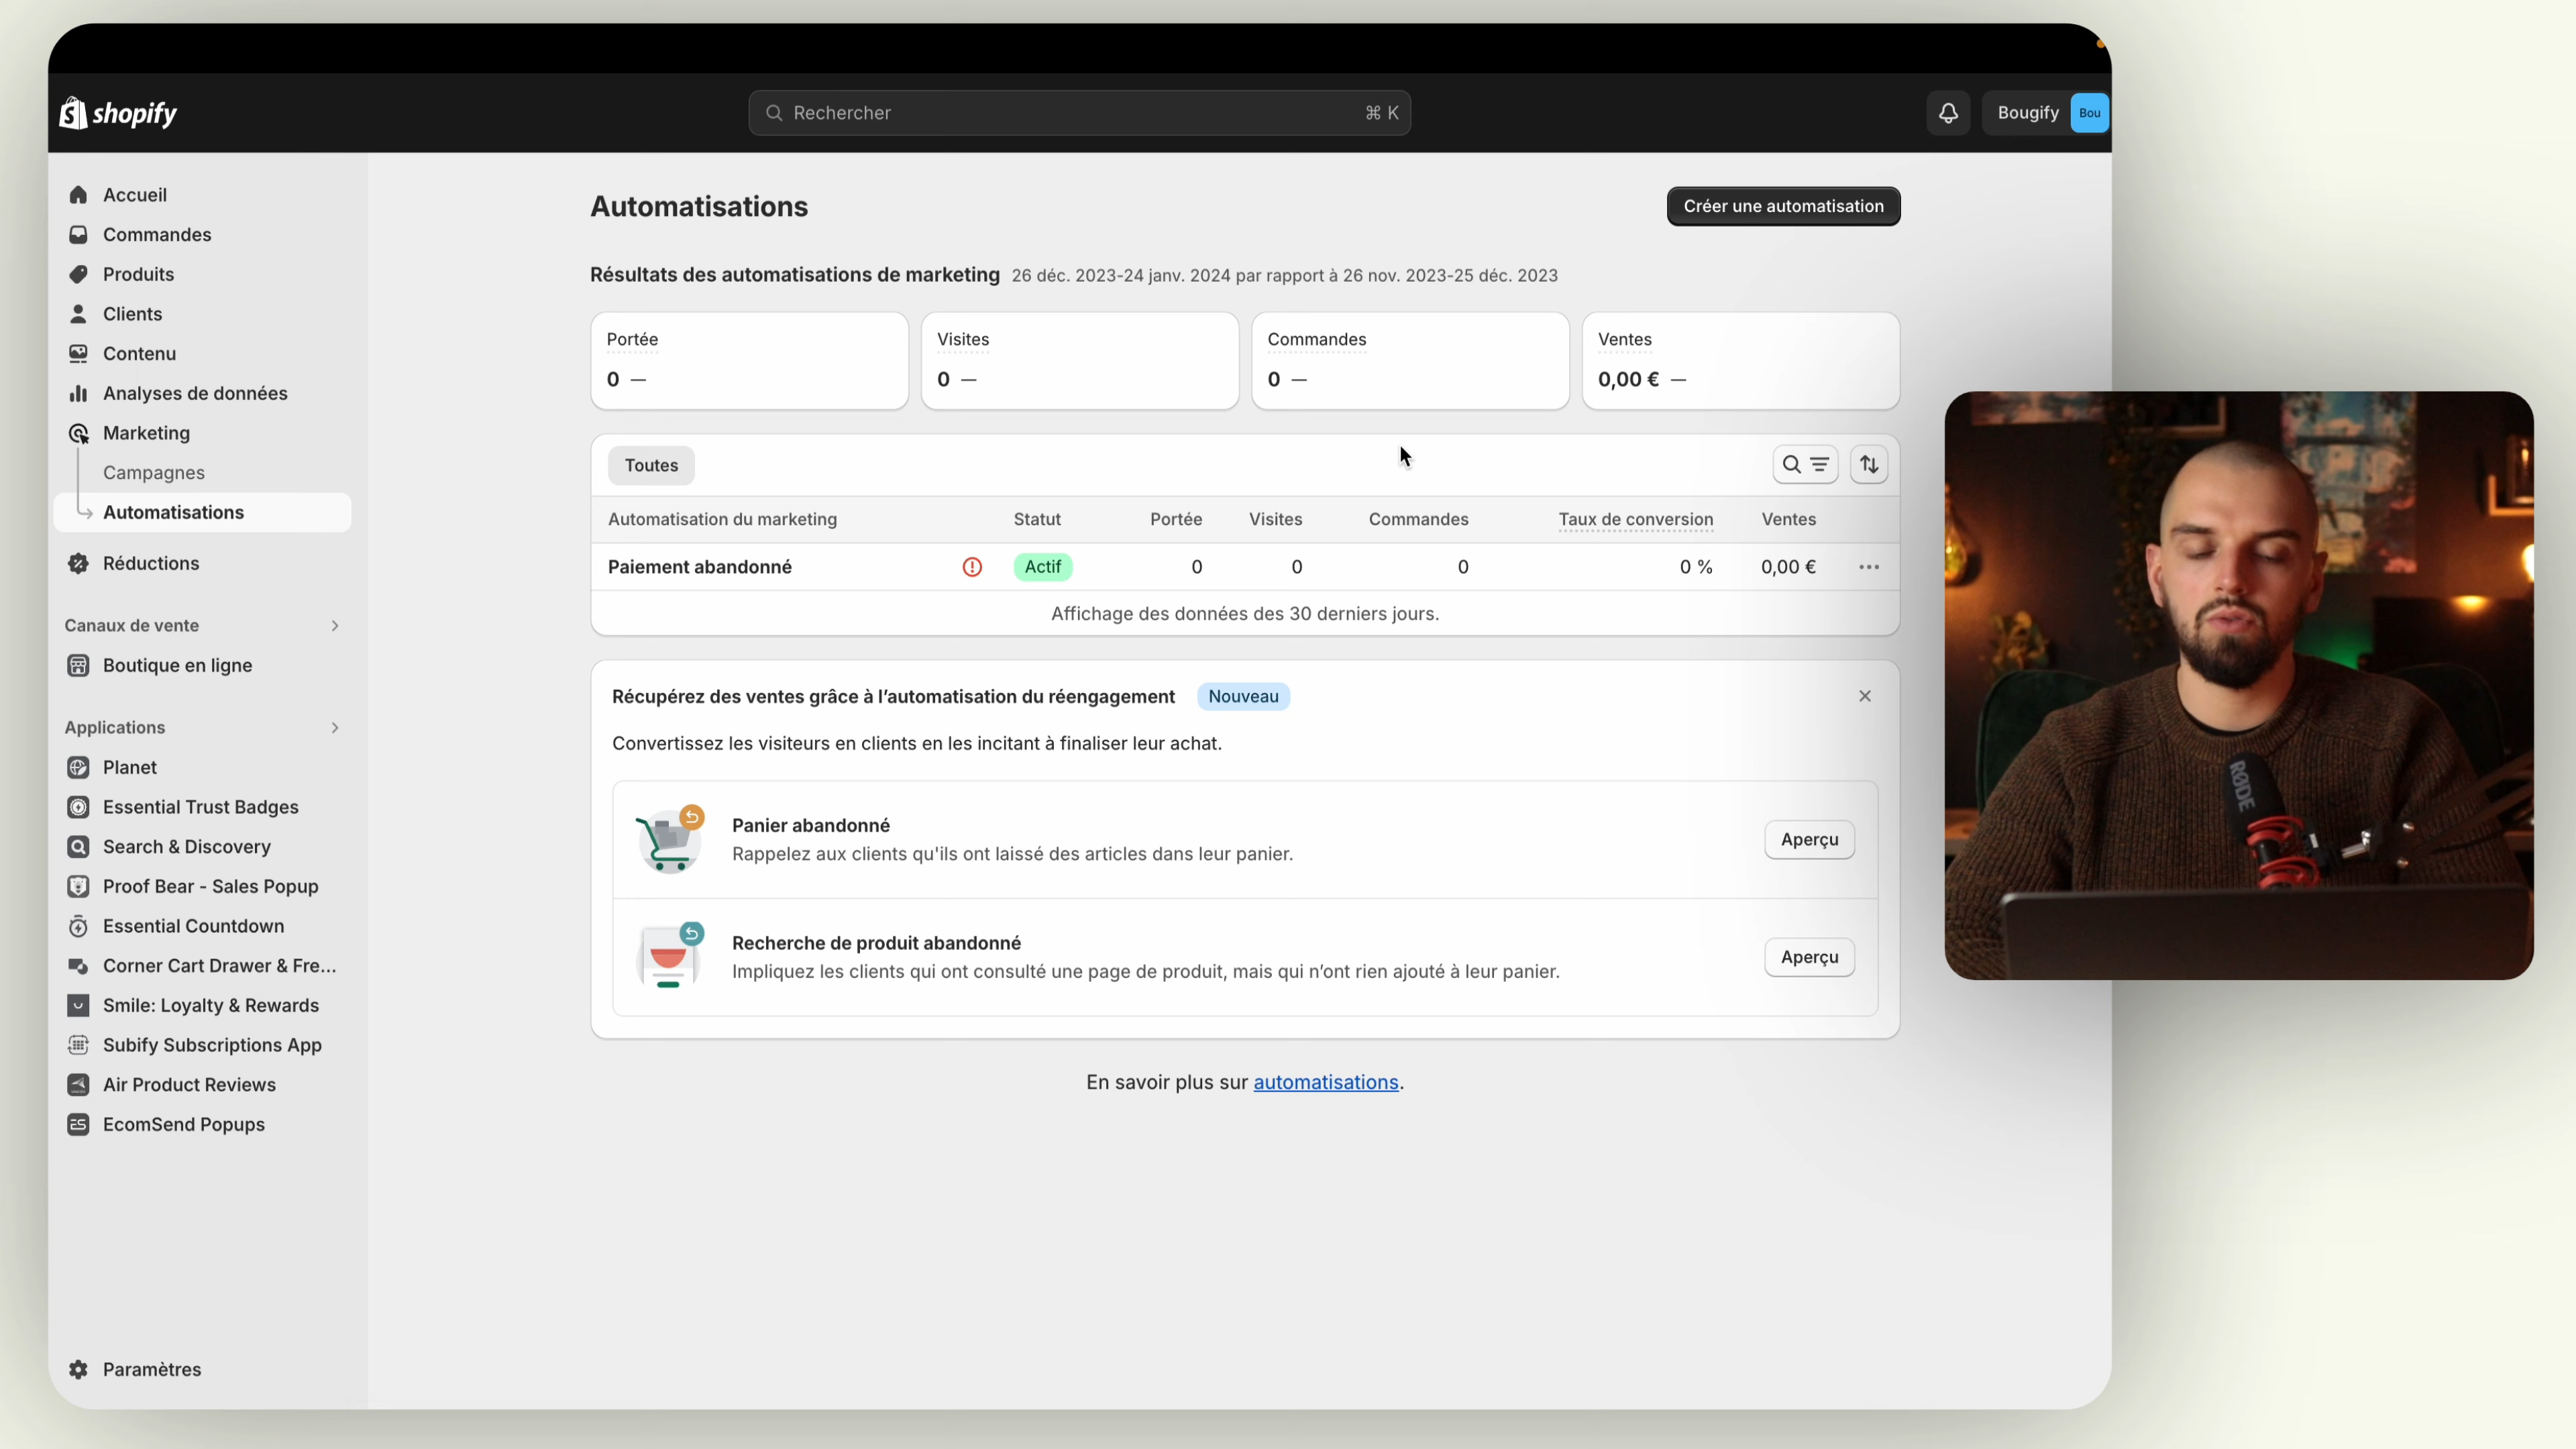 shopify
Rechercher
⌘ K
Bougify
Bou
Accueil
Commandes
Produits
Clients
Contenu
Analyses de données
Marketing
Campagnes
Automatisations
Réductions
Canaux de vente
Boutique en ligne
Applications
Planet
Essential Trust Badges
Search & Discovery
Proof Bear - Sales Popup
Essential Countdown
Corner Cart Drawer & Fre...
Smile: Loyalty & Rewards
Subify Subscriptions App
Air Product Reviews
EcomSend Popups
Paramètres
Automatisations
Créer une automatisation
Résultats des automatisations de marketing 26 déc. 2023-24 janv. 2024 par rapport à 26 nov. 2023-25 déc. 2023
Portée
0 —
Visites
0 —
Commandes
0 —
Ventes
0,00 € —
Toutes
Automatisation du marketing Statut Portée Visites Commandes Taux de conversion Ventes
Paiement abandonné Actif 0 0 0 0 % 0,00 €
Affichage des données des 30 derniers jours.
Récupérez des ventes grâce à l’automatisation du réengagement Nouveau
Convertissez les visiteurs en clients en les incitant à finaliser leur achat.
Panier abandonné
Rappelez aux clients qu'ils ont laissé des articles dans leur panier.
Aperçu
Recherche de produit abandonné
Impliquez les clients qui ont consulté une page de produit, mais qui n’ont rien ajouté à leur panier.
Aperçu
En savoir plus sur automatisations.
RØDE